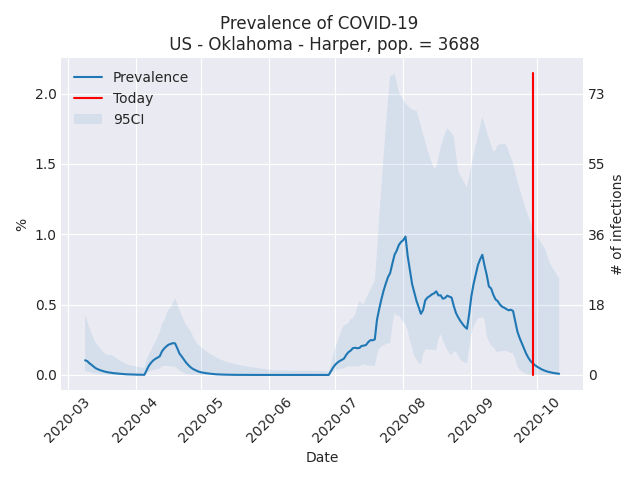 Prevalence of COVID-19
US - Oklahoma - Harper, pop. = 3688
Prevalence
Today
95CI
%
2.0
1.5
1.0
0.5
0.0
73
55
36
18
0
# of infections
2020-03
2020-04
2020-05
2020-06
2020-07
2020-08
2020-09
2020-10
Date